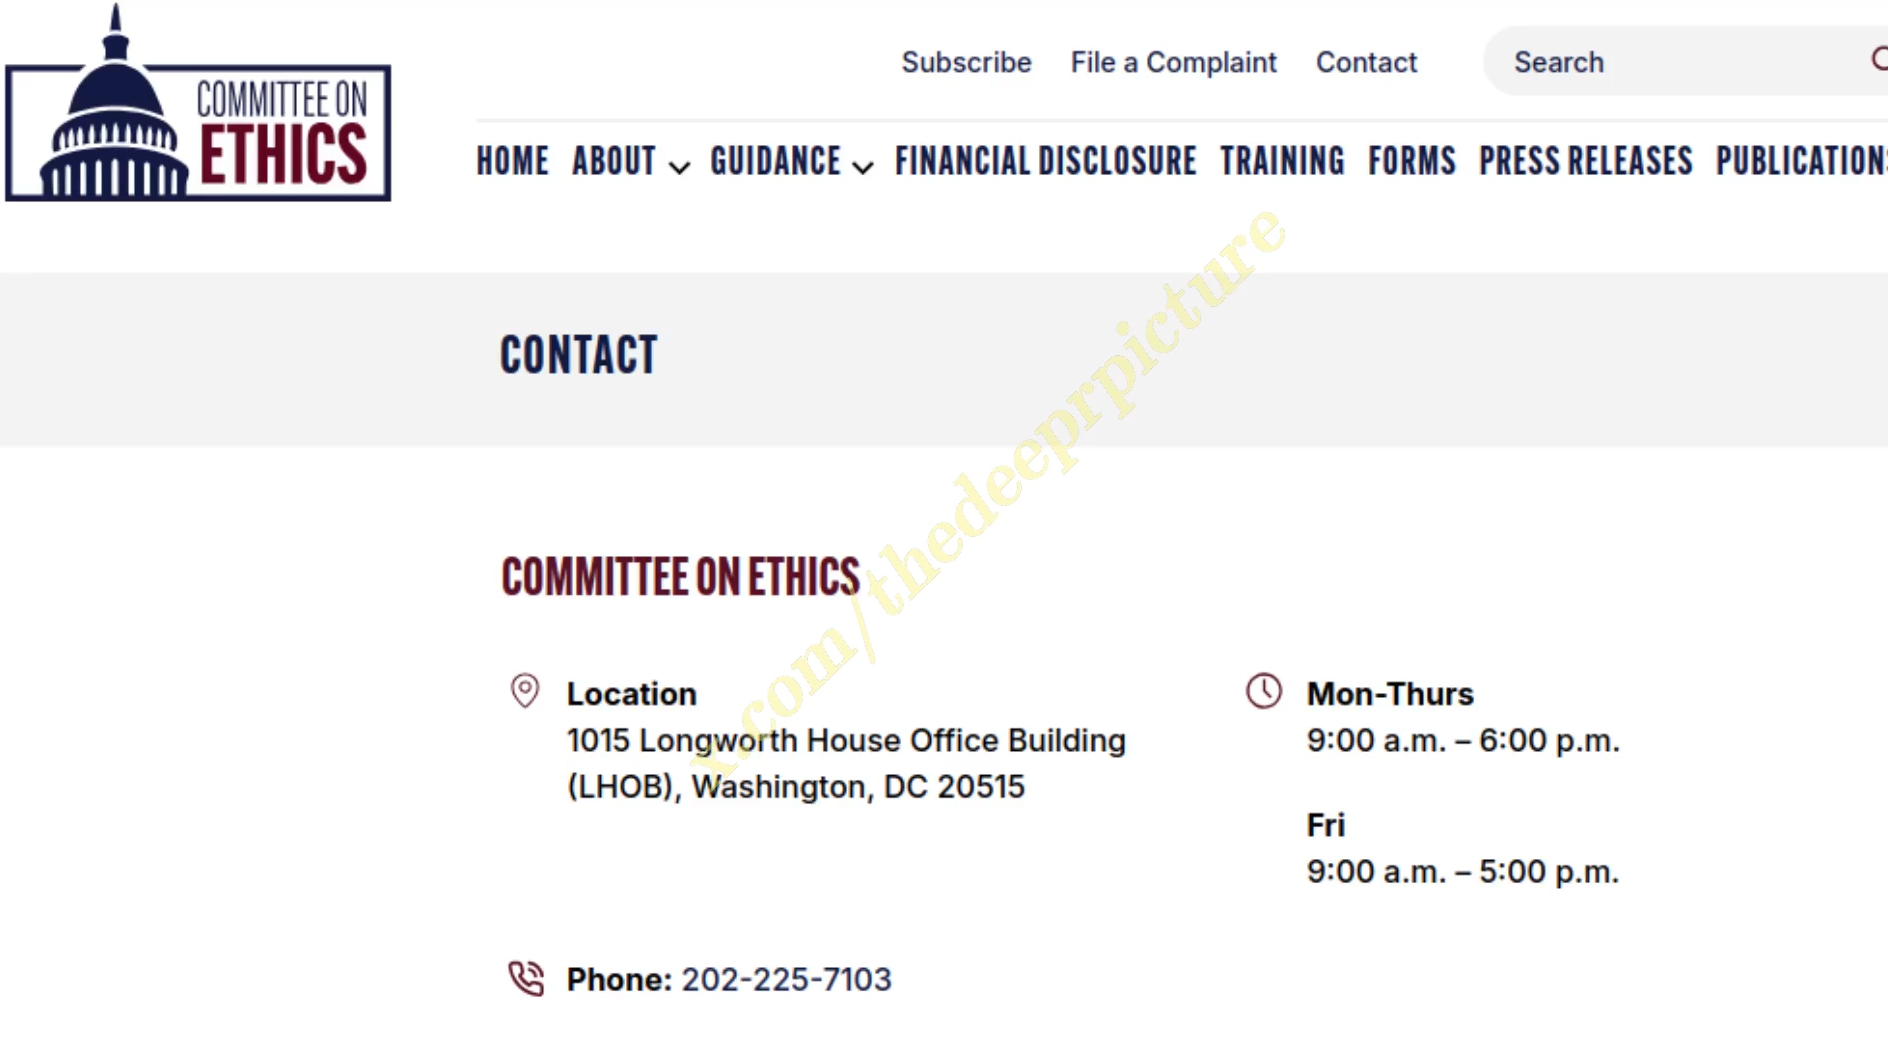 COMMITTEE ON
ETHICS
Subscribe File a Complaint Contact Search
HOME ABOUT GUIDANCE FINANCIAL DISCLOSURE TRAINING FORMS PRESS RELEASES PUBLICATIONS
CONTACT
x.com/thedeeprpicture
COMMITTEE ON ETHICS
Location
1015 Longworth House Office Building
(LHOB), Washington, DC 20515
Mon-Thurs
9:00 a.m. – 6:00 p.m.
Fri
9:00 a.m. – 5:00 p.m.
Phone: 202-225-7103